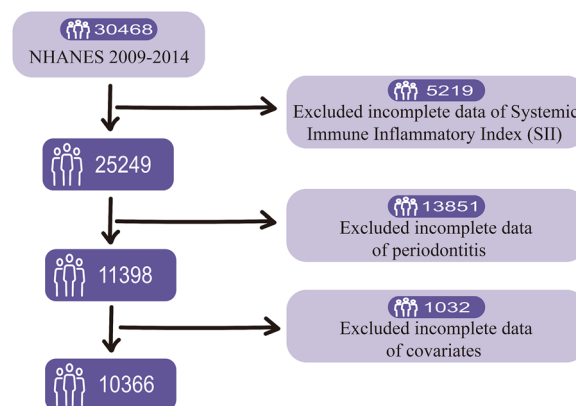 30468
NHANES 2009-2014
5219
Excluded incomplete data of Systemic
Immune Inflammatory Index (SII)
25249
13851
Excluded incomplete data
of periodontitis
11398
1032
Excluded incomplete data
of covariates
10366